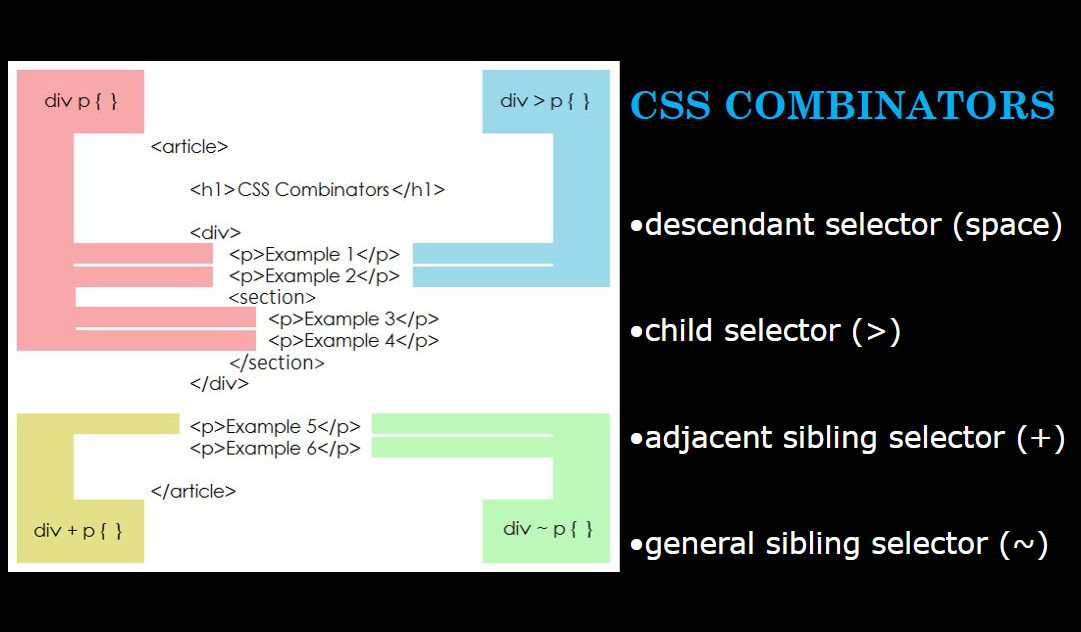 div p { }
div > p { }
<article>
<h1>CSS Combinators</h1>
<div>
<p>Example 1</p>
<p>Example 2</p>
<section>
<p>Example 3</p>
<p>Example 4</p>
</section>
</div>
<p>Example 5</p>
<p>Example 6</p>
</article>
div + p { }
div ~ p { }
CSS COMBINATORS
•descendant selector (space)
•child selector (>)
•adjacent sibling selector (+)
•general sibling selector (~)